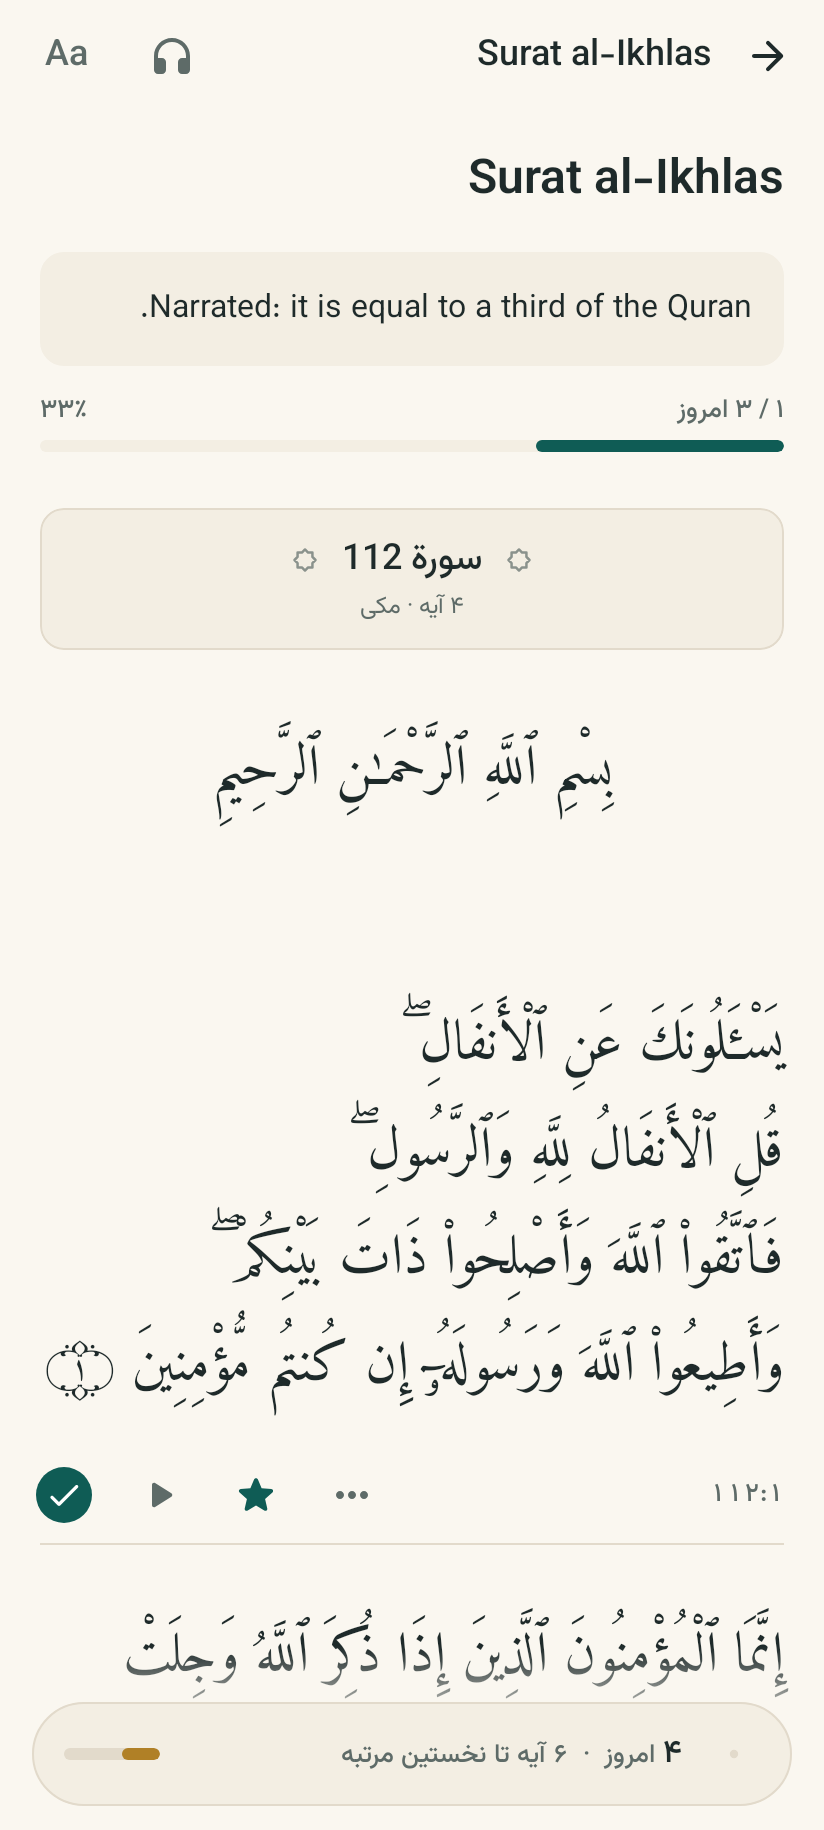 Surat al-Ikhlas
Aa
Surat al-Ikhlas
Narrated: it is equal to a third of the Quran.
۱ / ۳ امروز
۳۳٪
سورة 112
۴ آیه · مکی
بِسْمِ ٱللَّهِ ٱلرَّحْمَـٰنِ ٱلرَّحِيمِ
يَسْـَٔلُونَكَ عَنِ ٱلْأَنفَالِ ۖ
قُلِ ٱلْأَنفَالُ لِلَّهِ وَٱلرَّسُولِ ۖ
فَٱتَّقُوا۟ ٱللَّهَ وَأَصْلِحُوا۟ ذَاتَ بَيْنِكُمْ ۖ
وَأَطِيعُوا۟ ٱللَّهَ وَرَسُولَهُۥٓ إِن كُنتُم مُّؤْمِنِينَ ۝١
۱۱۲:۱
إِنَّمَا ٱلْمُؤْمِنُونَ ٱلَّذِينَ إِذَا ذُكِرَ ٱللَّهُ وَجِلَتْ
۴ امروز · ۶ آیه تا نخستین مرتبه